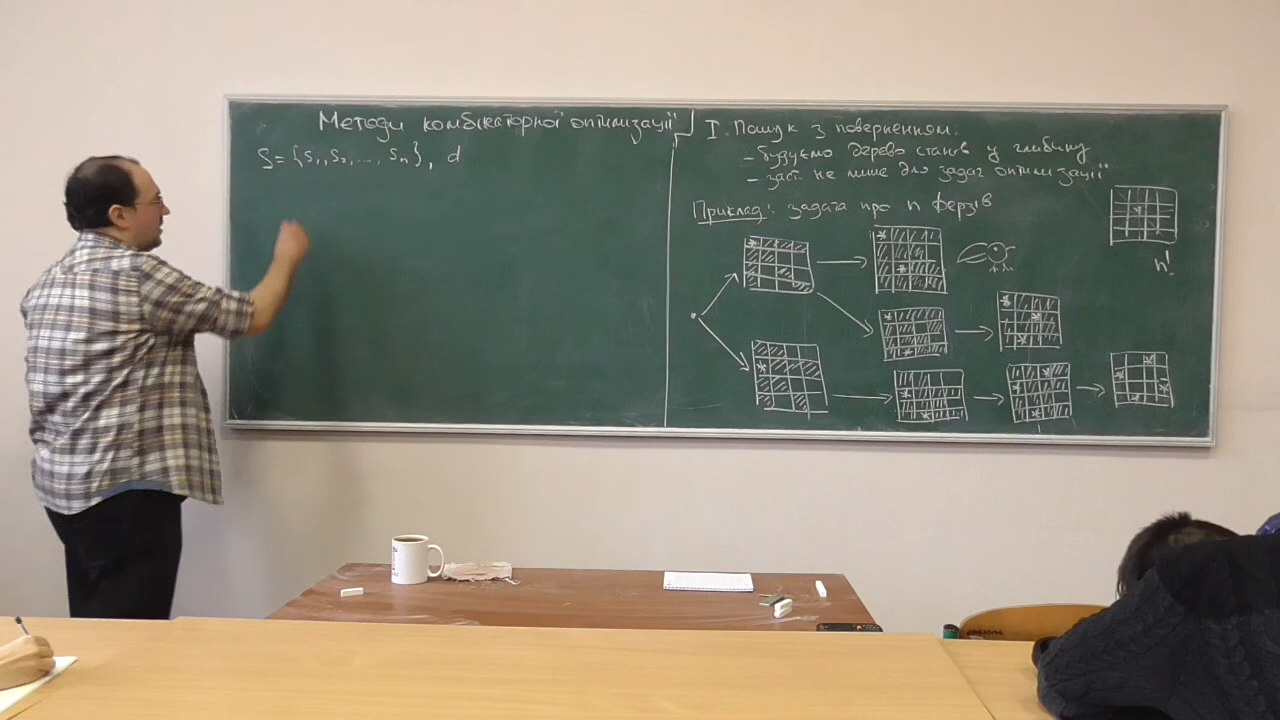 Методи комбінаторної оптимізації
S = {s₁, s₂, ..., sₙ}, d
I. Пошук з поверненням.
- будуємо дерево станів у глибину
- заст. не лише для задач оптимізації
Приклад: задача про n ферзів
n!